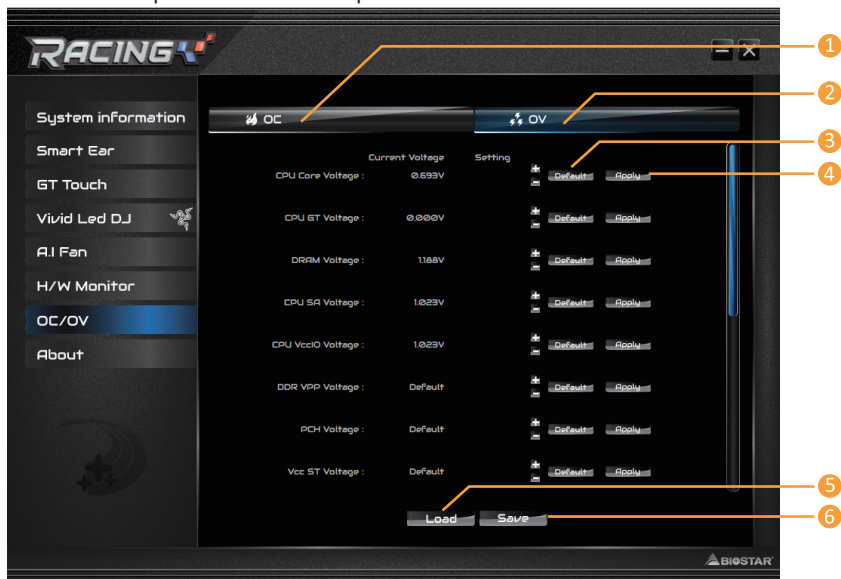 RACING
1
2
System information
OC
OV
3
Smart Ear
Current Voltage Setting
CPU Core Voltage : 0.693V + - Default Apply
4
GT Touch
CPU GT Voltage : 0.000V + - Default Apply
Vivid Led DJ
A.I Fan
DRAM Voltage : 1.188V + - Default Apply
H/W Monitor
CPU SA Voltage : 1.023V + - Default Apply
OC/OV
CPU VccIO Voltage : 1.023V + - Default Apply
About
DDR VPP Voltage : Default + - Default Apply
PCH Voltage : Default + - Default Apply
Vcc ST Voltage : Default + - Default Apply
5
Load Save
6
BIOSTAR